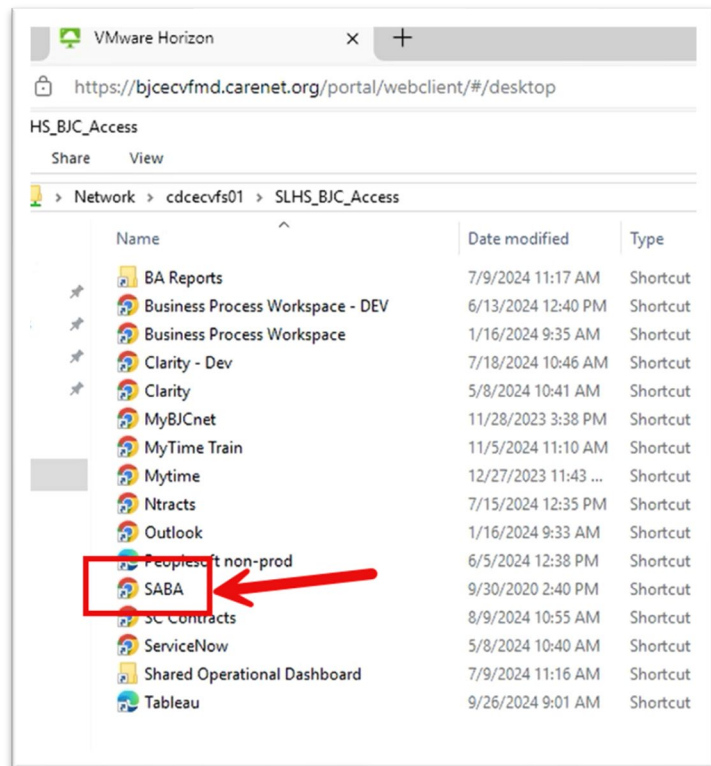 VMware Horizon
https://bjcecvfmd.carenet.org/portal/webclient/#/desktop
HS_BJC_Access
Share View
> Network > cdcecvfs01 > SLHS_BJC_Access
Name Date modified Type
BA Reports 7/9/2024 11:17 AM Shortcut
Business Process Workspace - DEV 6/13/2024 12:40 PM Shortcut
Business Process Workspace 1/16/2024 9:35 AM Shortcut
Clarity - Dev 7/18/2024 10:46 AM Shortcut
Clarity 5/8/2024 10:41 AM Shortcut
MyBJCnet 11/28/2023 3:38 PM Shortcut
MyTime Train 11/5/2024 11:10 AM Shortcut
Mytime 12/27/2023 11:43 ... Shortcut
Ntracts 7/15/2024 12:35 PM Shortcut
Outlook 1/16/2024 9:33 AM Shortcut
Peoplesoft non-prod 6/5/2024 12:38 PM Shortcut
SABA 9/30/2020 2:40 PM Shortcut
SC Contracts 8/9/2024 10:55 AM Shortcut
ServiceNow 5/8/2024 10:40 AM Shortcut
Shared Operational Dashboard 7/9/2024 11:16 AM Shortcut
Tableau 9/26/2024 9:01 AM Shortcut